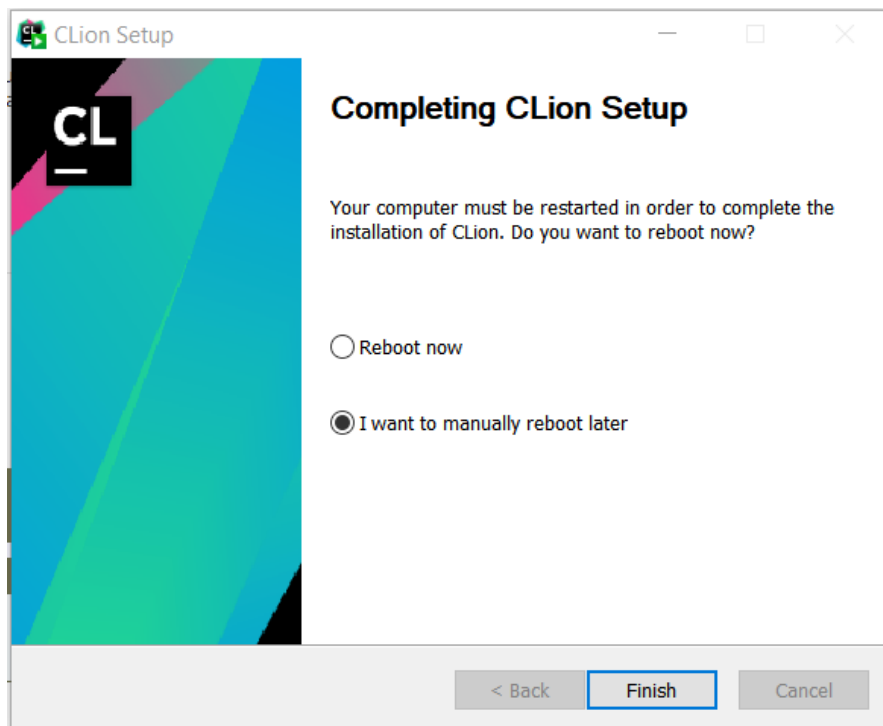 CLion Setup
CL
Completing CLion Setup
Your computer must be restarted in order to complete the
installation of CLion. Do you want to reboot now?
Reboot now
I want to manually reboot later
< Back
Finish
Cancel